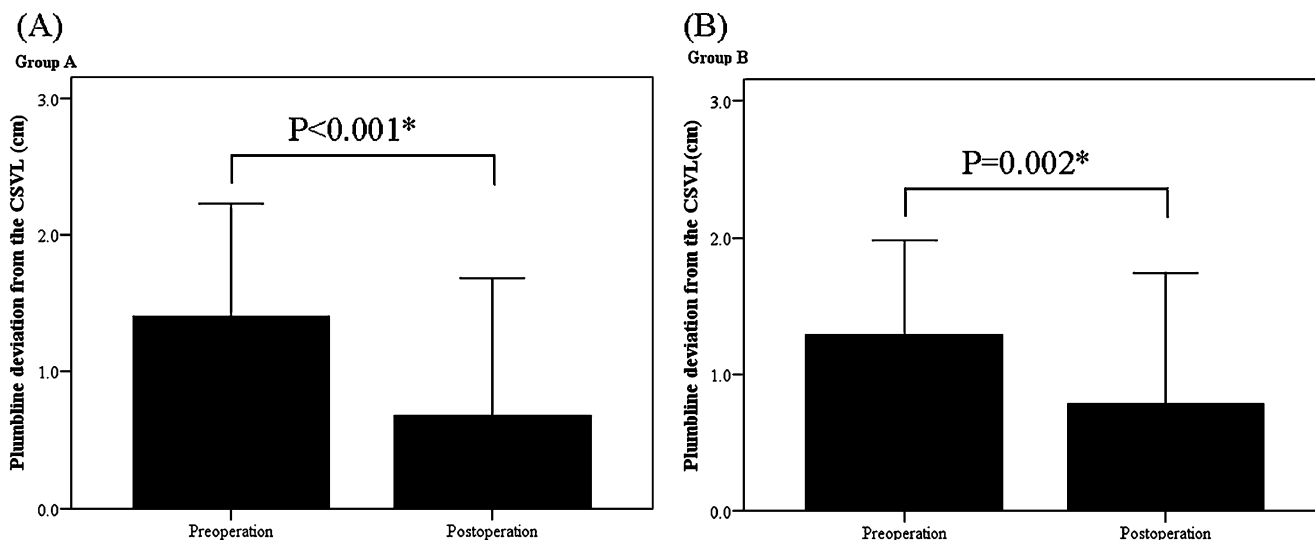 (A)
Group A
Plumbline deviation from the CSVL (cm)
3.0
2.0
1.0
0.0
P<0.001*
Preoperation
Postoperation
(B)
Group B
Plumbline deviation from the CSVL(cm)
3.0
2.0
1.0
0.0
P=0.002*
Preoperation
Postoperation